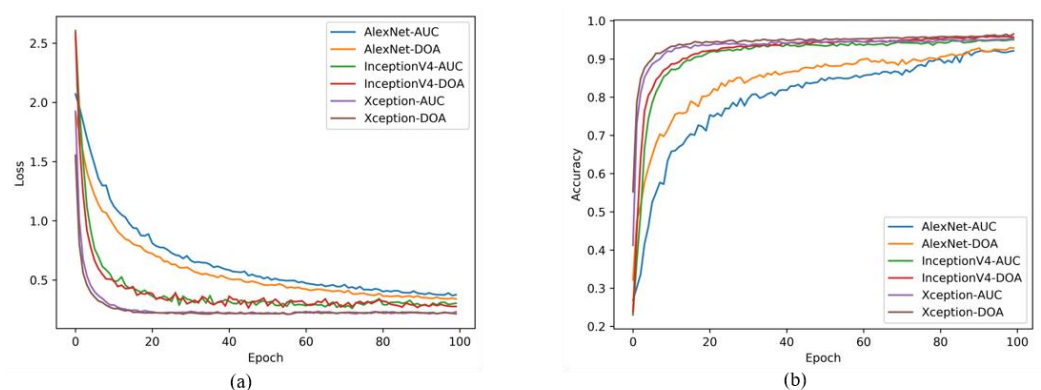 2.5
2.0
1.5
1.0
0.5
Loss
0 20 40 60 80 100
Epoch
AlexNet-AUC
AlexNet-DOA
InceptionV4-AUC
InceptionV4-DOA
Xception-AUC
Xception-DOA
(a)
1.0
0.9
0.8
0.7
0.6
0.5
0.4
0.3
0.2
Accuracy
0 20 40 60 80 100
Epoch
AlexNet-AUC
AlexNet-DOA
InceptionV4-AUC
InceptionV4-DOA
Xception-AUC
Xception-DOA
(b)